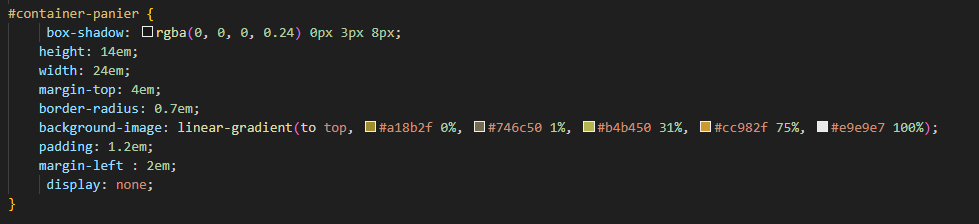 #container-panier {
box-shadow: rgba(0, 0, 0, 0.24) 0px 3px 8px;
height: 14em;
width: 24em;
margin-top: 4em;
border-radius: 0.7em;
background-image: linear-gradient(to top, #a18b2f 0%, #746c50 1%, #b4b450 31%, #cc982f 75%, #e9e9e7 100%);
padding: 1.2em;
margin-left : 2em;
display: none;
}